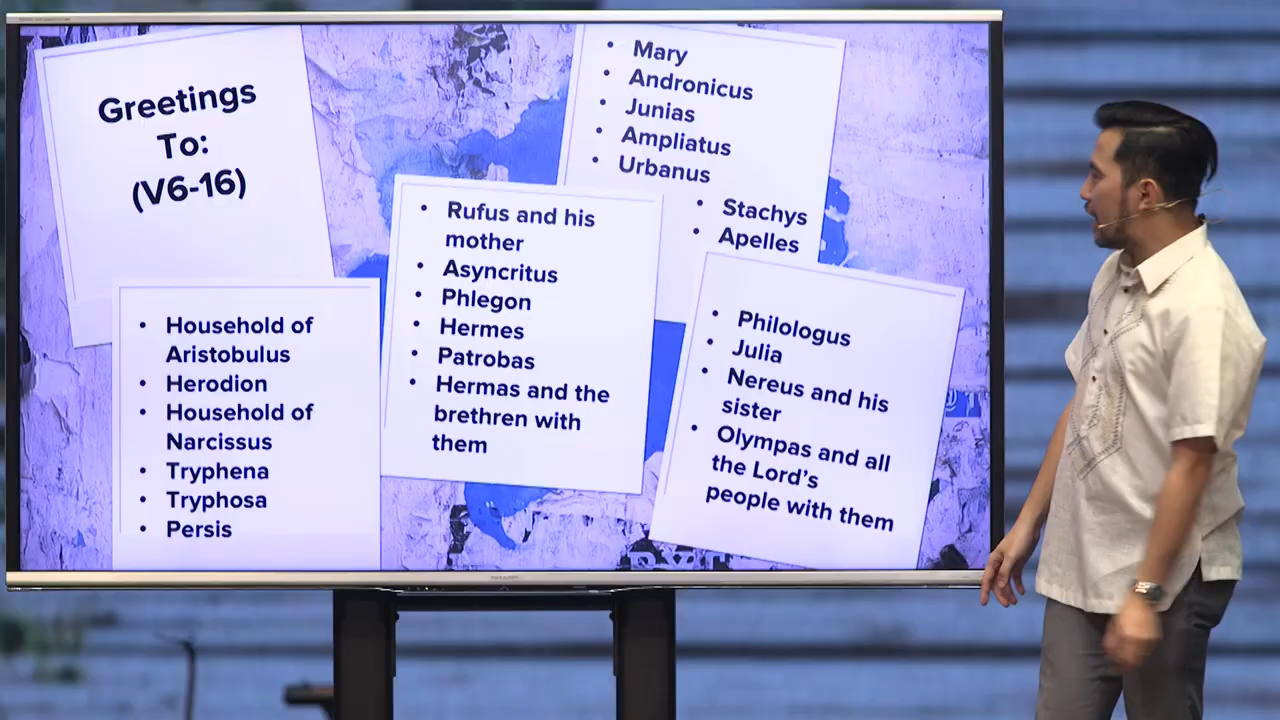 Greetings
To:
(V6-16)
• Mary
• Andronicus
• Junias
• Ampliatus
• Urbanus
• Stachys
• Apelles
• Household of
Aristobulus
• Herodion
• Household of
Narcissus
• Tryphena
• Tryphosa
• Persis
• Rufus and his
mother
• Asyncritus
• Phlegon
• Hermes
• Patrobas
• Hermas and the
brethren with
them
• Philologus
• Julia
• Nereus and his
sister
• Olympas and all
the Lord's
people with them
SHARP